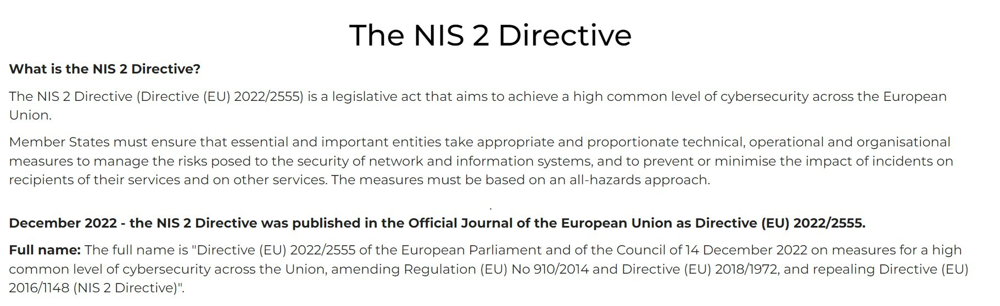 The NIS 2 Directive
What is the NIS 2 Directive?
The NIS 2 Directive (Directive (EU) 2022/2555) is a legislative act that aims to achieve a high common level of cybersecurity across the European
Union.
Member States must ensure that essential and important entities take appropriate and proportionate technical, operational and organisational
measures to manage the risks posed to the security of network and information systems, and to prevent or minimise the impact of incidents on
recipients of their services and on other services. The measures must be based on an all-hazards approach.
.
December 2022 - the NIS 2 Directive was published in the Official Journal of the European Union as Directive (EU) 2022/2555.
Full name: The full name is "Directive (EU) 2022/2555 of the European Parliament and of the Council of 14 December 2022 on measures for a high
common level of cybersecurity across the Union, amending Regulation (EU) No 910/2014 and Directive (EU) 2018/1972, and repealing Directive (EU)
2016/1148 (NIS 2 Directive)".